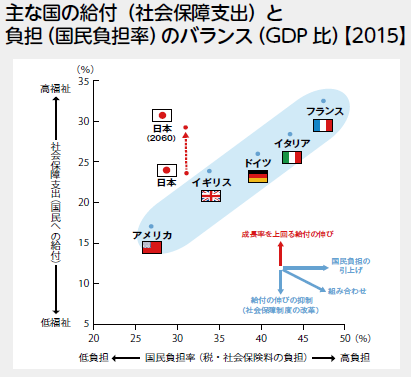 主な国の給付（社会保障支出）と
負担（国民負担率）のバランス（GDP 比）【2015】
(%)
高福祉
社会保障支出（国民への給付）
低福祉
35
30
25
20
15
10
5
フランス
日本
(2060)
イタリア
ドイツ
日本
イギリス
アメリカ
成長率を上回る給付の伸び
国民負担の
引上げ
組み合わせ
給付の伸びの抑制
（社会保障制度の改革）
20 30 40 50 (%)
低負担 国民負担率（税・社会保険料の負担） 高負担